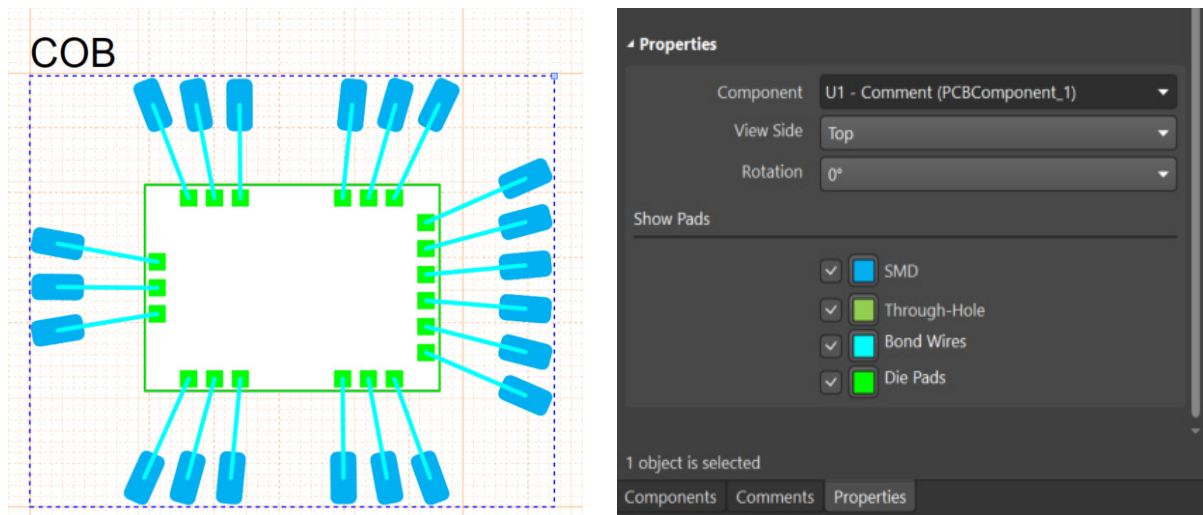 COB
Properties
Component U1 - Comment (PCBComponent_1)
View Side Top
Rotation 0°
Show Pads
SMD
Through-Hole
Bond Wires
Die Pads
1 object is selected
Components Comments Properties